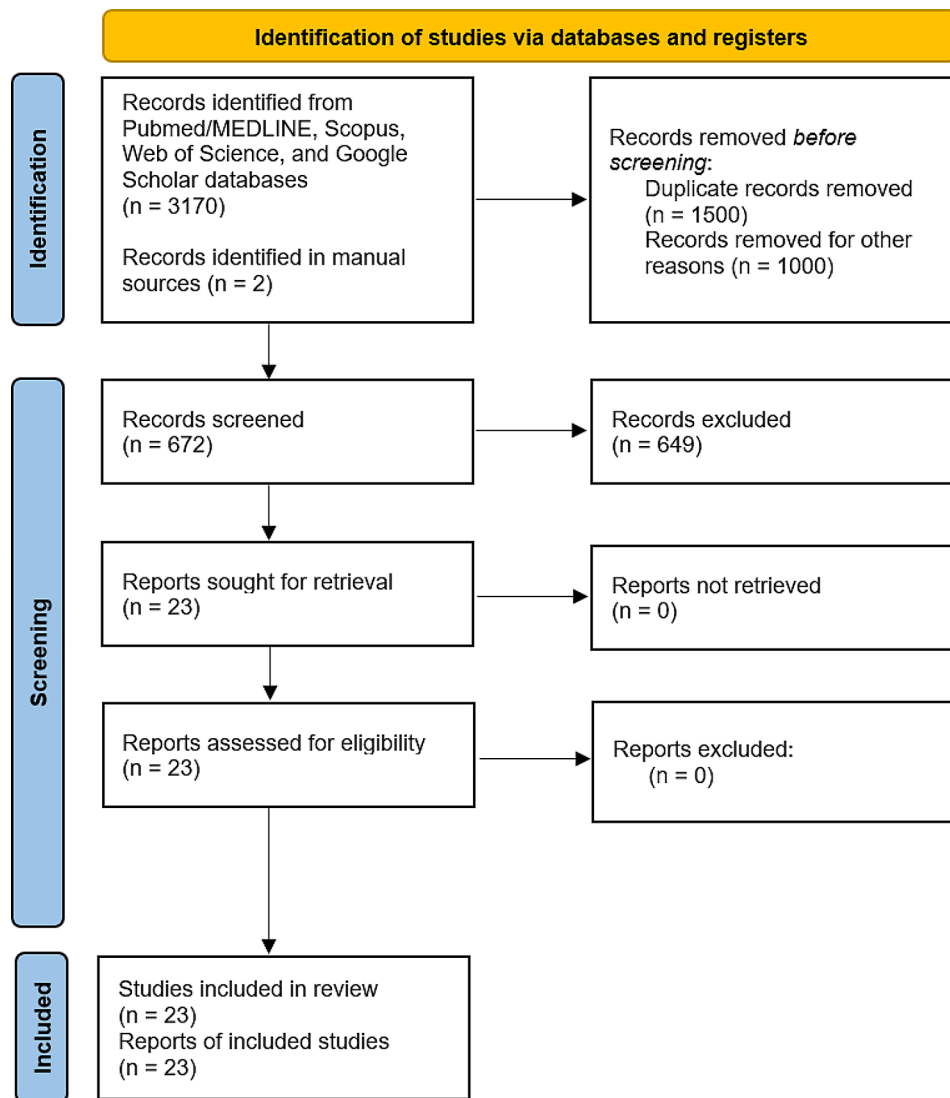 Identification of studies via databases and registers
Identification
Records identified from
Pubmed/MEDLINE, Scopus,
Web of Science, and Google
Scholar databases
(n = 3170)
Records identified in manual
sources (n = 2)
Records removed before
screening:
Duplicate records removed
(n = 1500)
Records removed for other
reasons (n = 1000)
Screening
Records screened
(n = 672)
Records excluded
(n = 649)
Reports sought for retrieval
(n = 23)
Reports not retrieved
(n = 0)
Reports assessed for eligibility
(n = 23)
Reports excluded:
(n = 0)
Included
Studies included in review
(n = 23)
Reports of included studies
(n = 23)